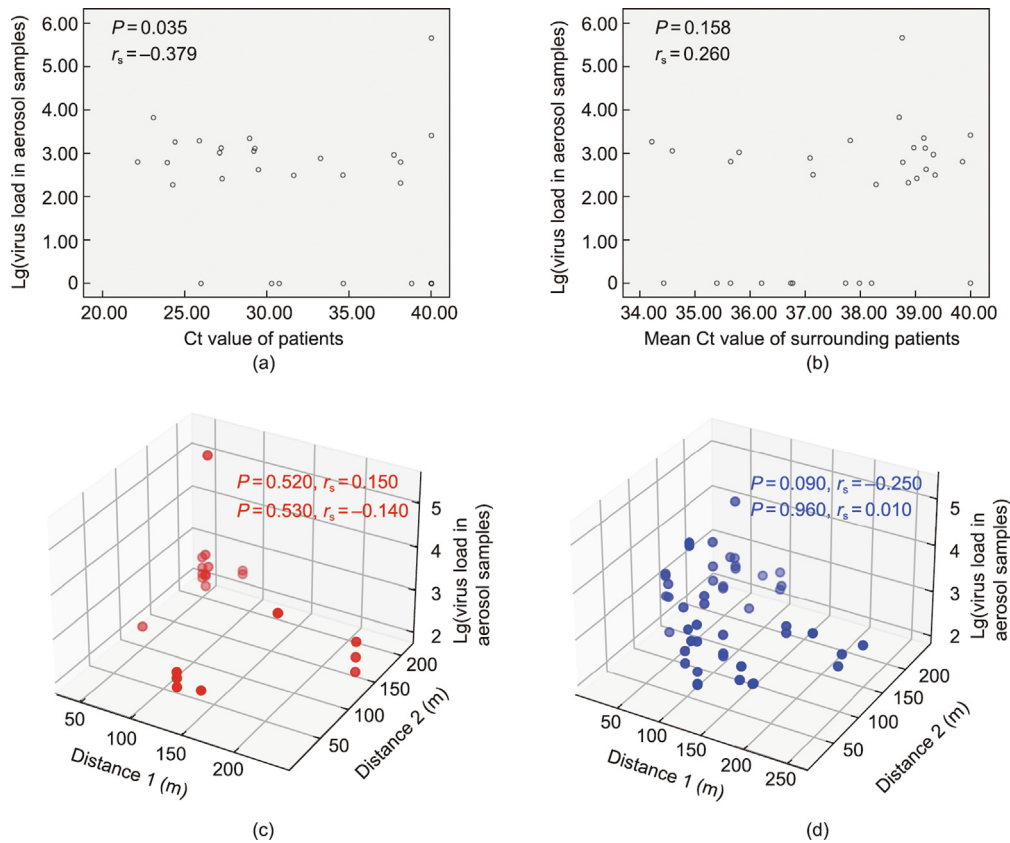 P=0.035
rs=−0.379
6.00
5.00
4.00
3.00
2.00
1.00
0
Lg(virus load in aerosol samples)
20.00 25.00 30.00 35.00 40.00
Ct value of patients
(a)
P=0.158
rs=0.260
6.00
5.00
4.00
3.00
2.00
1.00
0
Lg(virus load in aerosol samples)
34.00 35.00 36.00 37.00 38.00 39.00 40.00
Mean Ct value of surrounding patients
(b)
P=0.520, rs=0.150
P=0.530, rs=−0.140
5
4
3
2
Lg(virus load in
aerosol samples)
200
150
100
50
Distance 2 (m)
50
100
150
200
Distance 1 (m)
(c)
P=0.090, rs=−0.250
P=0.960, rs=0.010
5
4
3
2
Lg(virus load in
aerosol samples)
200
150
100
50
Distance 2 (m)
50
100
150
200
250
Distance 1 (m)
(d)